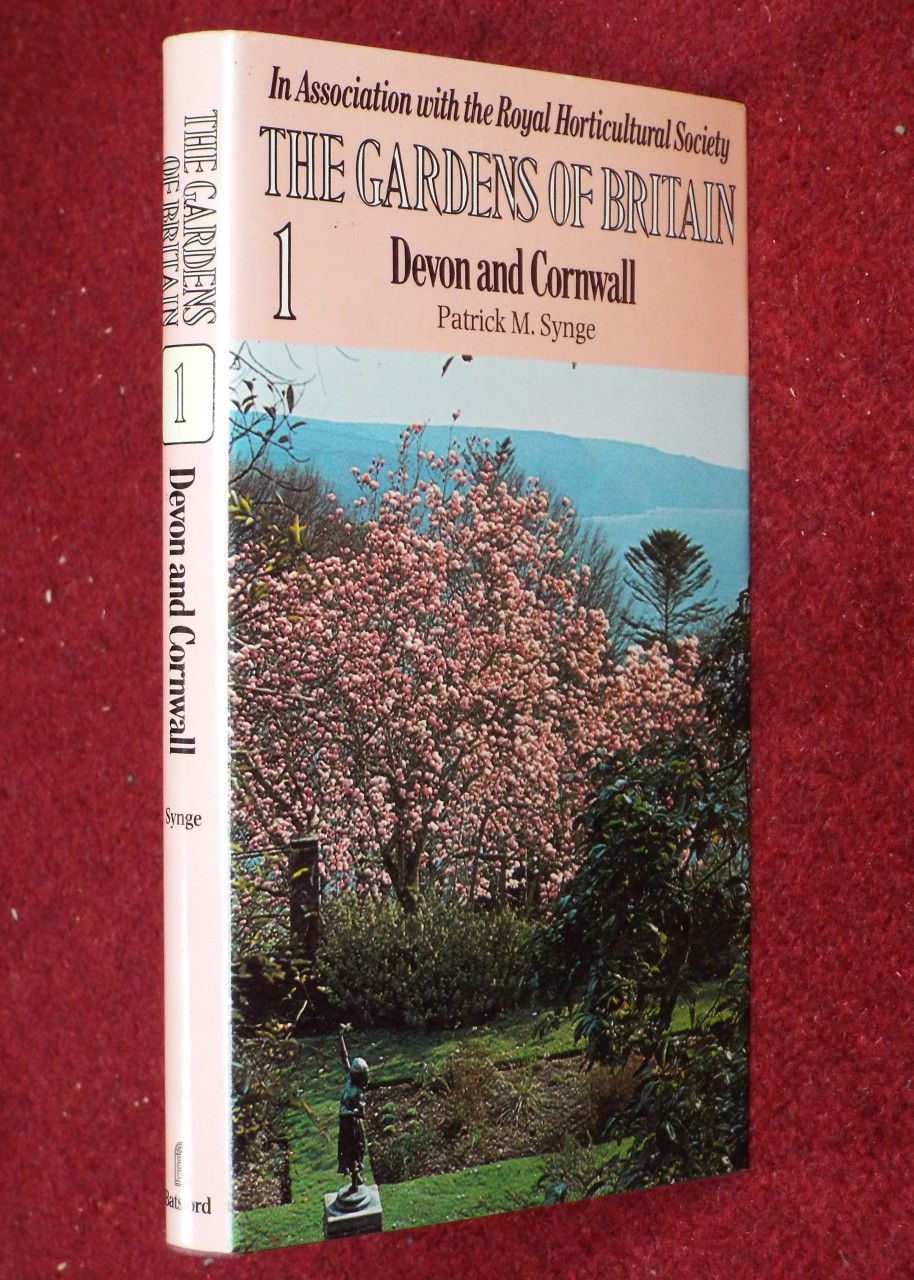 In Association with the Royal Horticultural Society
THE GARDENS OF BRITAIN
1
Devon and Cornwall
Patrick M. Synge
THE GARDENS
OF BRITAIN
1
Devon and Cornwall
Synge
Batsford